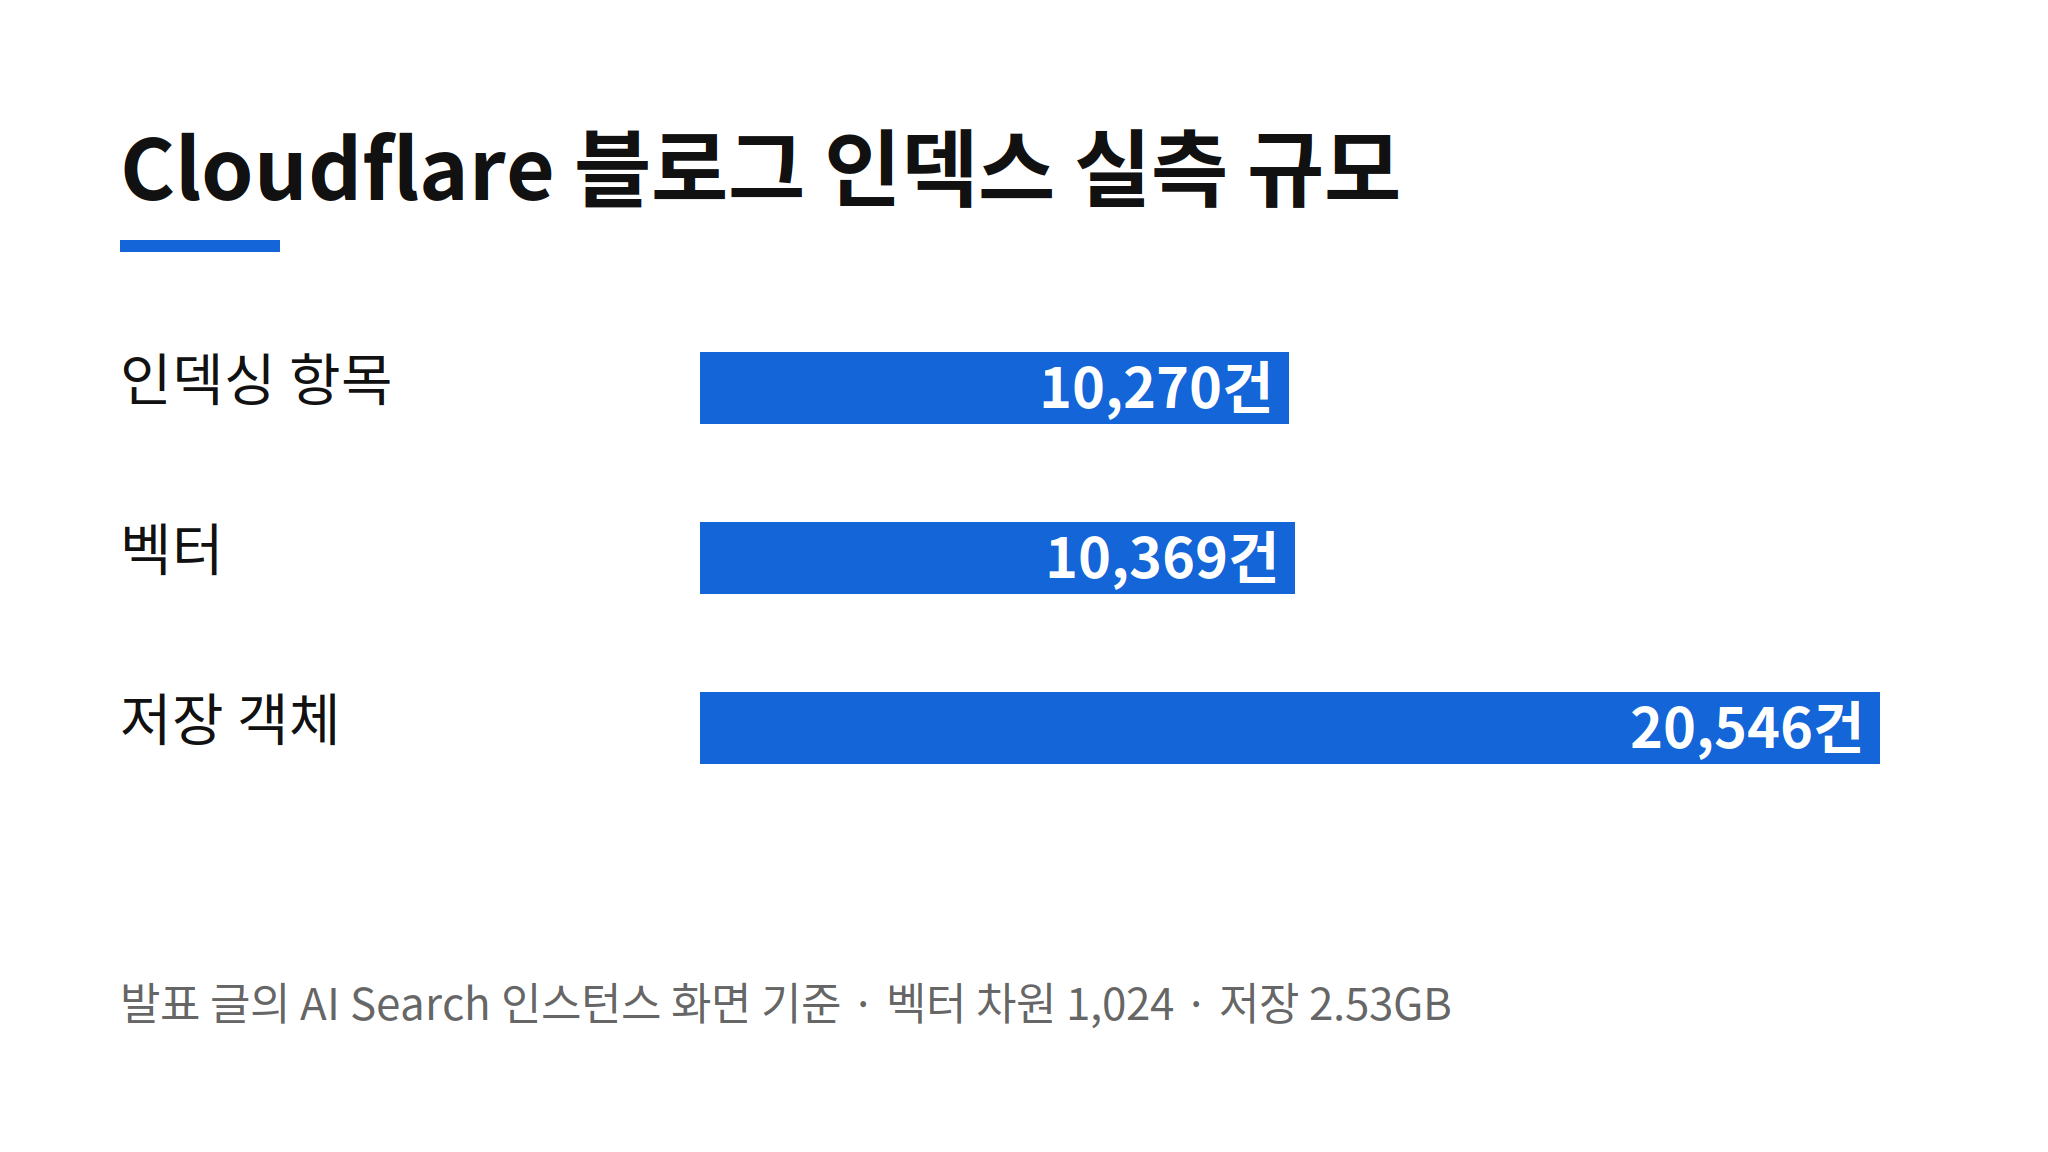 Cloudflare 블로그 인덱스 실측 규모
인덱싱 항목
10,270건
벡터
10,369건
저장 객체
20,546건
발표 글의 AI Search 인스턴스 화면 기준 · 벡터 차원 1,024 · 저장 2.53GB